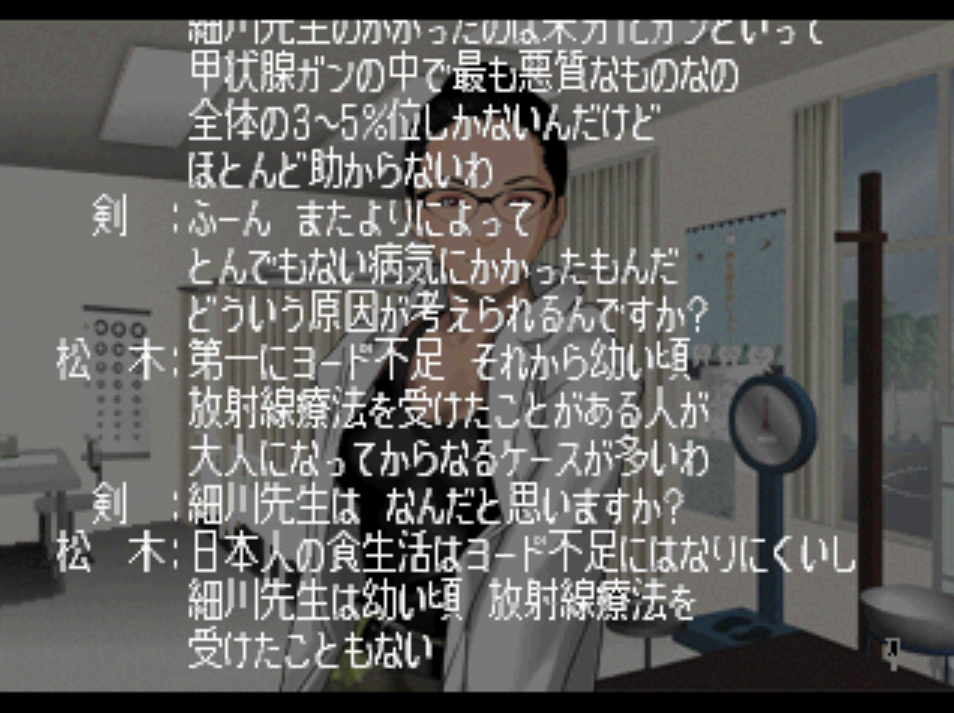 細川先生のかかったのは未分化ガンといって
甲状腺ガンの中で最も悪質なものなの
全体の3～5%位しかないんだけど
ほとんど助からないわ
剣　:ふーん　またよりによって
とんでもない病気にかかったもんだ
どういう原因が考えられるんですか?
松　木:第一にヨード不足　それから幼い頃
放射線療法を受けたことがある人が
大人になってからなるケースが多いわ
剣　:細川先生は　なんだと思いますか?
松　木:日本人の食生活はヨード不足にはなりにくいし
細川先生は幼い頃　放射線療法を
受けたこともない